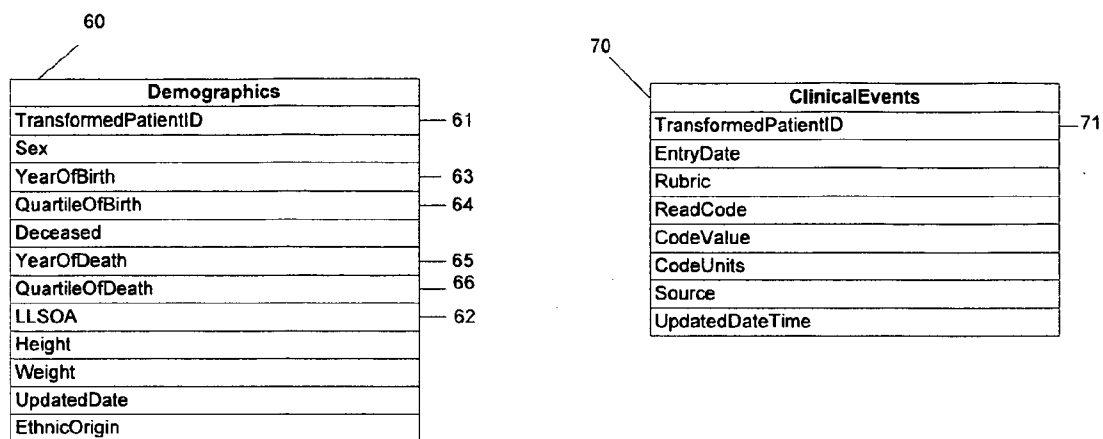 60
Demographics
TransformedPatientID 61
Sex
YearOfBirth 63
QuartileOfBirth 64
Deceased
YearOfDeath 65
QuartileOfDeath 66
LLSOA 62
Height
Weight
UpdatedDate
EthnicOrigin
70
ClinicalEvents
TransformedPatientID 71
EntryDate
Rubric
ReadCode
CodeValue
CodeUnits
Source
UpdatedDateTime